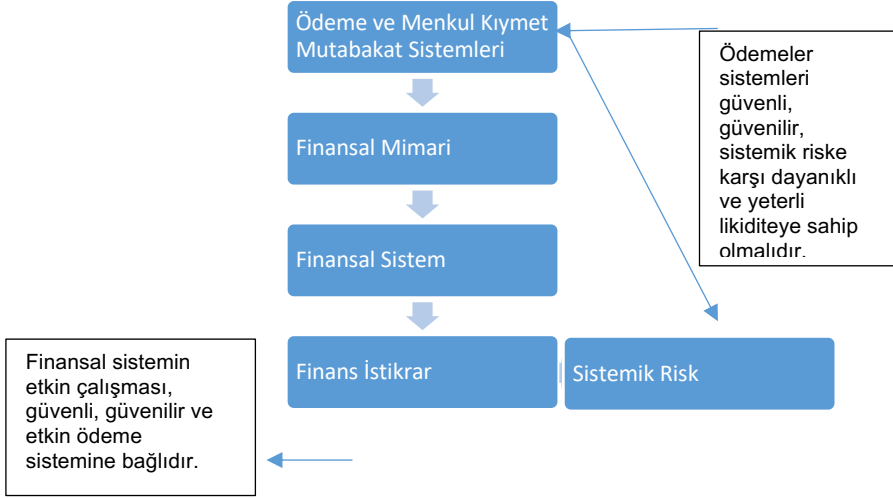 Ödeme ve Menkul Kıymet
Mutabakat Sistemleri
Ödemeler
sistemleri
güvenli,
güvenilir,
sistemik riske
karşı dayanıklı
ve yeterli
likiditeye sahip
olmalıdır.
Finansal Mimari
Finansal Sistem
Finans İstikrar
Sistemik Risk
Finansal sistemin
etkin çalışması,
güvenli, güvenilir ve
etkin ödeme
sistemine bağlıdır.